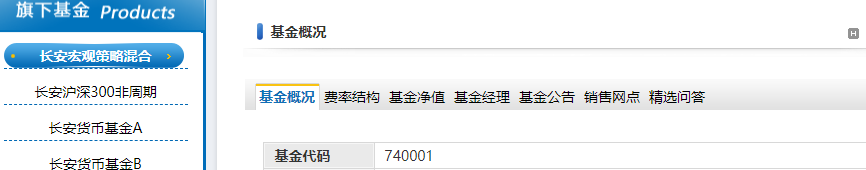 旗下基金 Products
长安宏观策略混合
长安沪深300非周期
长安货币基金A
长安货币基金B
基金概况
H
基金概况 费率结构 基金净值 基金经理 基金公告 销售网点 精选问答
基金代码 740001